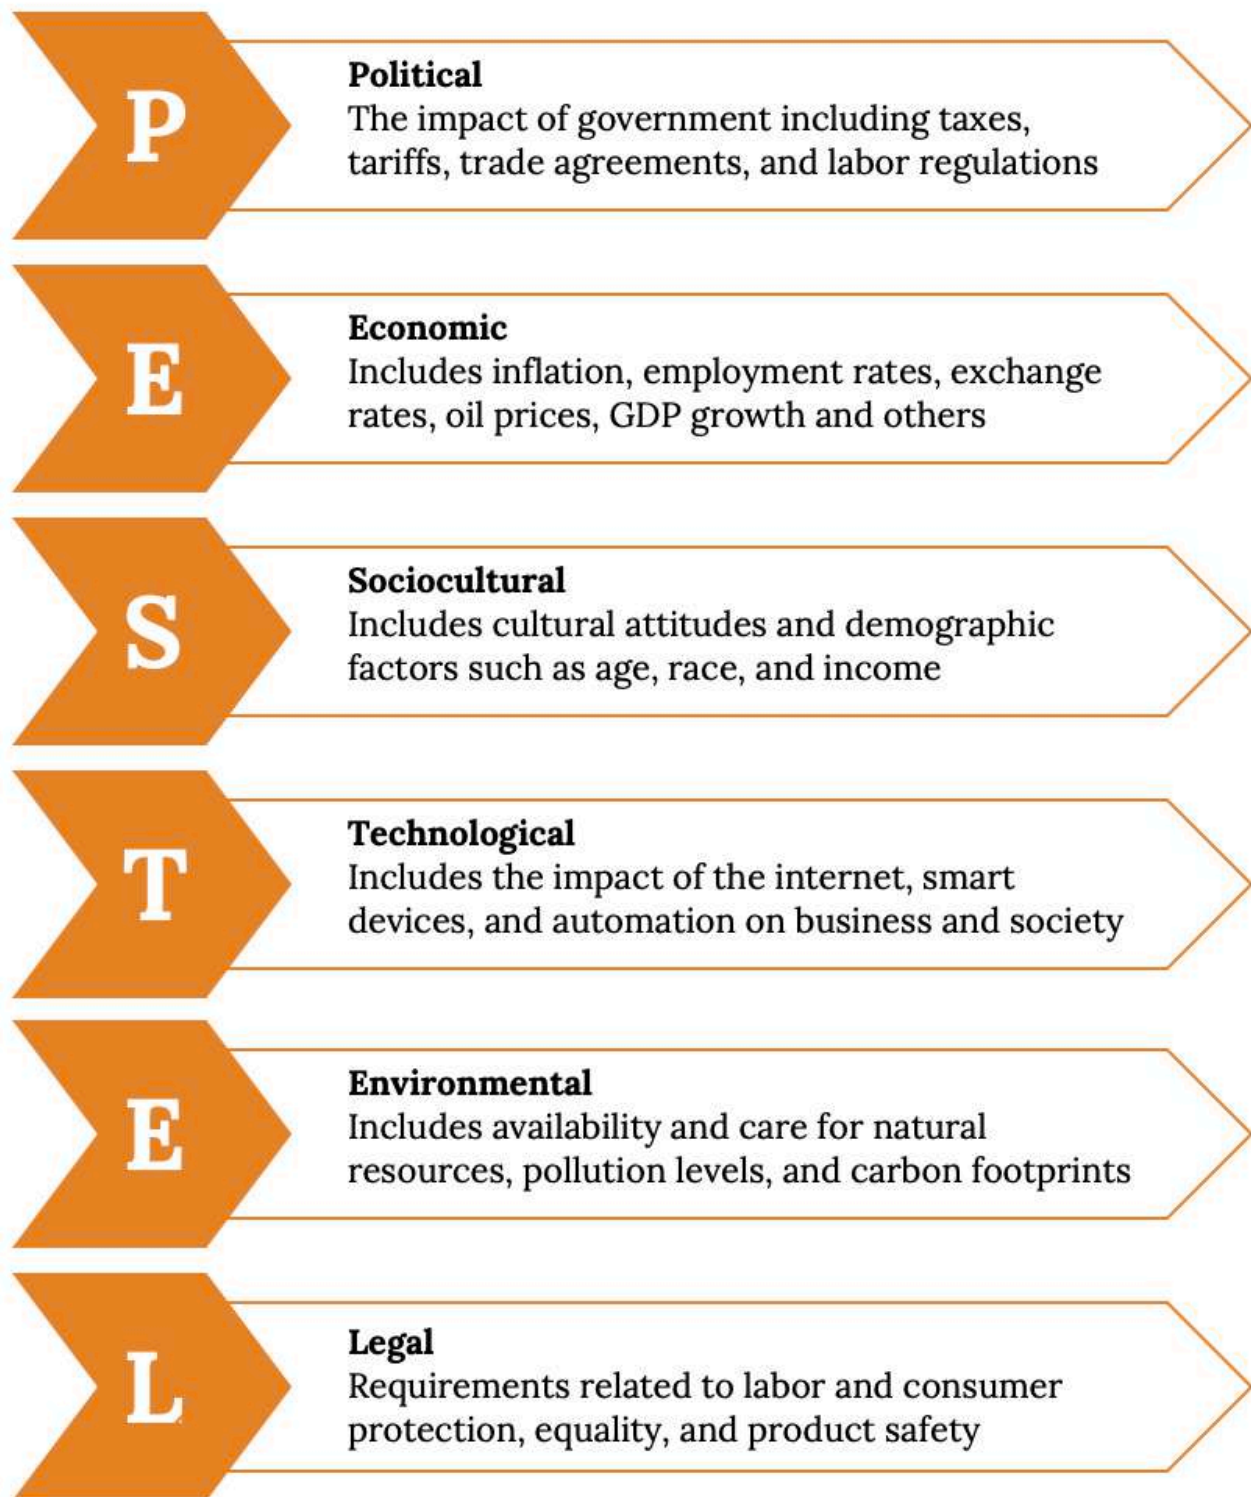 P
Political
The impact of government including taxes,
tariffs, trade agreements, and labor regulations
E
Economic
Includes inflation, employment rates, exchange
rates, oil prices, GDP growth and others
S
Sociocultural
Includes cultural attitudes and demographic
factors such as age, race, and income
T
Technological
Includes the impact of the internet, smart
devices, and automation on business and society
E
Environmental
Includes availability and care for natural
resources, pollution levels, and carbon footprints
L
Legal
Requirements related to labor and consumer
protection, equality, and product safety